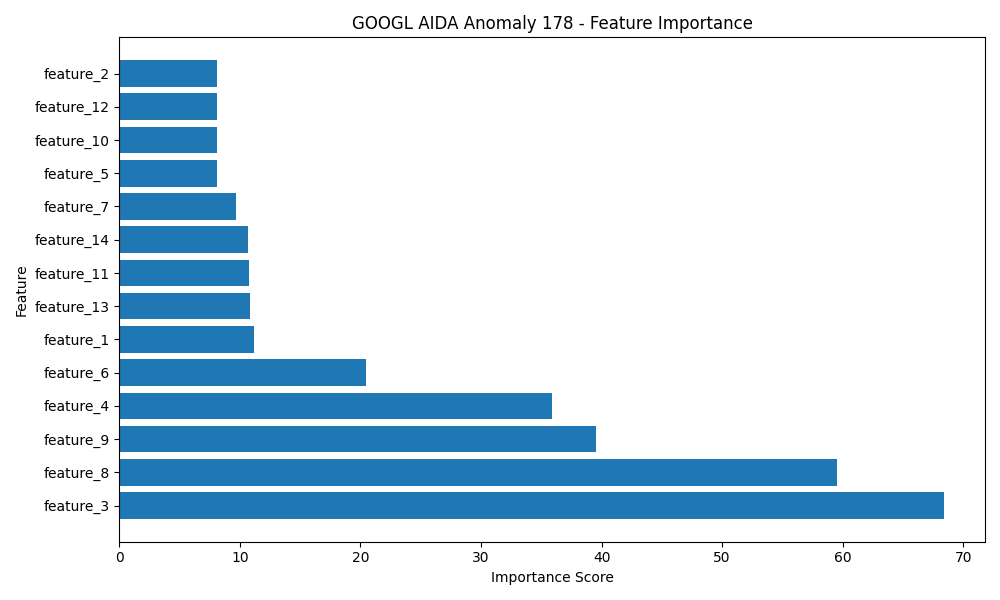 GOOGL AIDA Anomaly 178 - Feature Importance
Feature
feature_2
feature_12
feature_10
feature_5
feature_7
feature_14
feature_11
feature_13
feature_1
feature_6
feature_4
feature_9
feature_8
feature_3
0 10 20 30 40 50 60 70
Importance Score